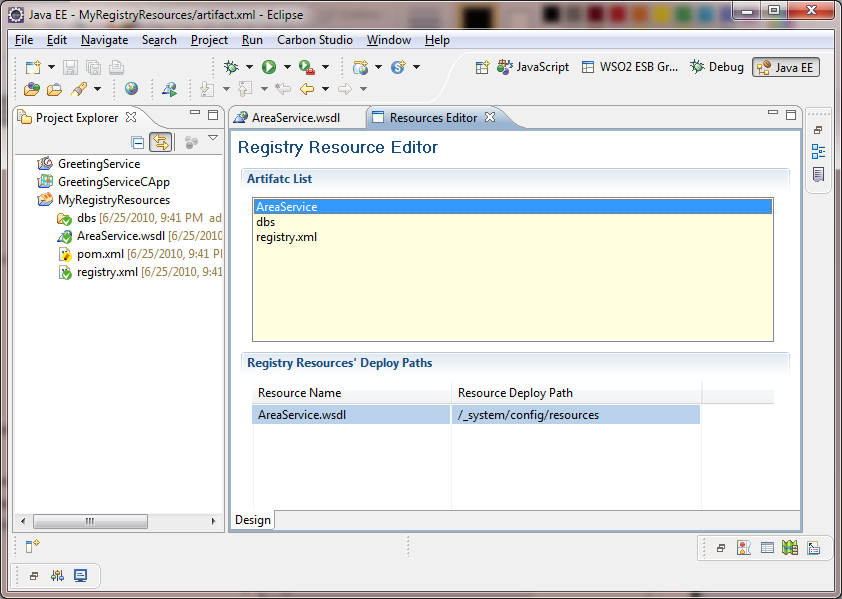 Java EE - MyRegistryResources/artifact.xml - Eclipse
File Edit Navigate Search Project Run Carbon Studio Window Help
JavaScript WSO2 ESB Gr... Debug Java EE
Project Explorer
AreaService.wsdl Resources Editor
GreetingService
GreetingServiceCApp
MyRegistryResources
dbs [6/25/2010, 9:41 PM ad
AreaService.wsdl [6/25/2010
pom.xml [6/25/2010, 9:41 P
registry.xml [6/25/2010, 9:41
Registry Resource Editor
Artifatc List
AreaService
dbs
registry.xml
Registry Resources' Deploy Paths
Resource Name Resource Deploy Path
AreaService.wsdl /_system/config/resources
Design